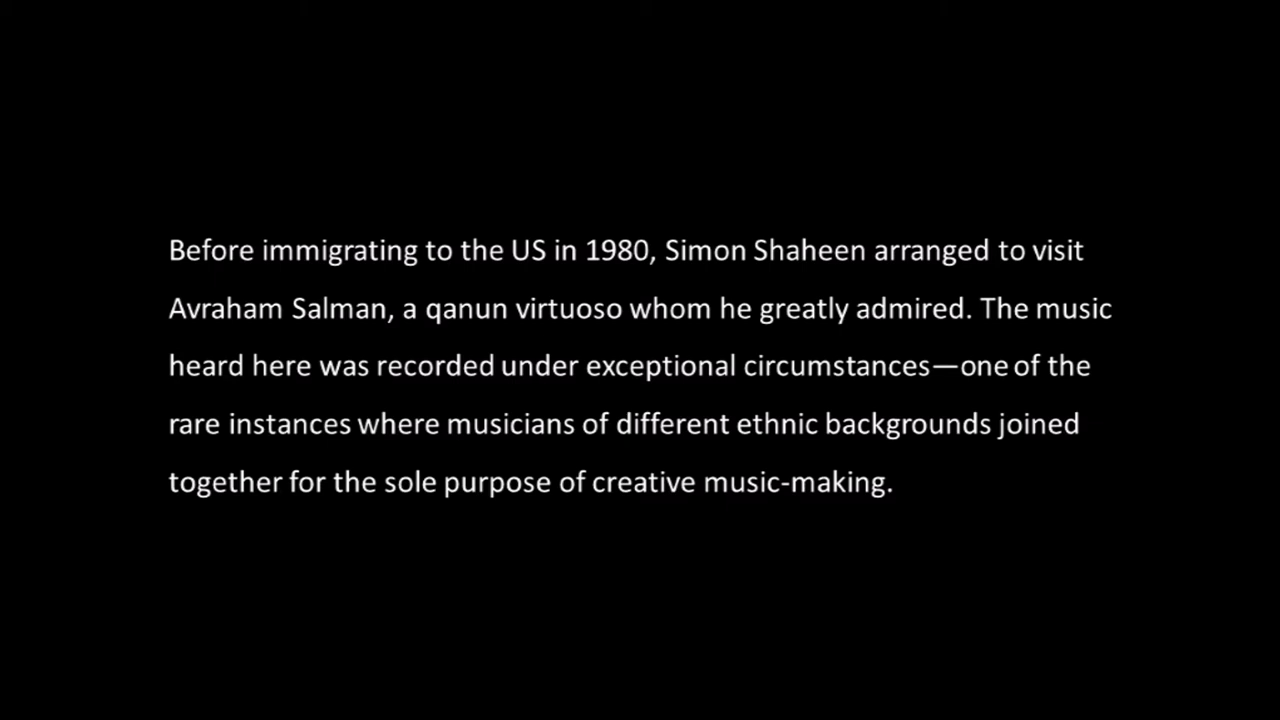 Before immigrating to the US in 1980, Simon Shaheen arranged to visit
Avraham Salman, a qanun virtuoso whom he greatly admired. The music
heard here was recorded under exceptional circumstances—one of the
rare instances where musicians of different ethnic backgrounds joined
together for the sole purpose of creative music-making.